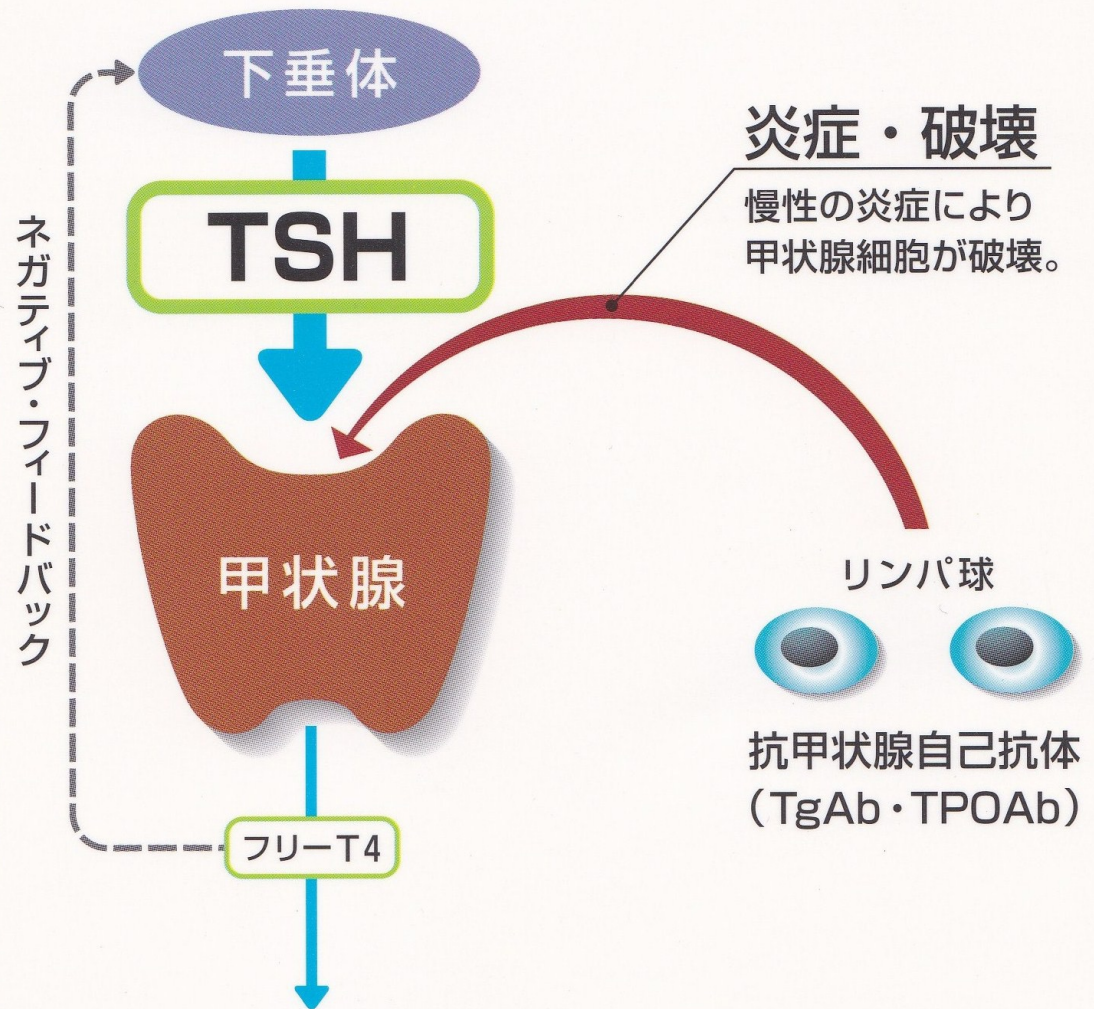 下垂体
TSH
炎症・破壊
慢性の炎症により
甲状腺細胞が破壊。
ネガティブ・フィードバック
甲状腺
リンパ球
抗甲状腺自己抗体
(TgAb・TPOAb)
フリーT4